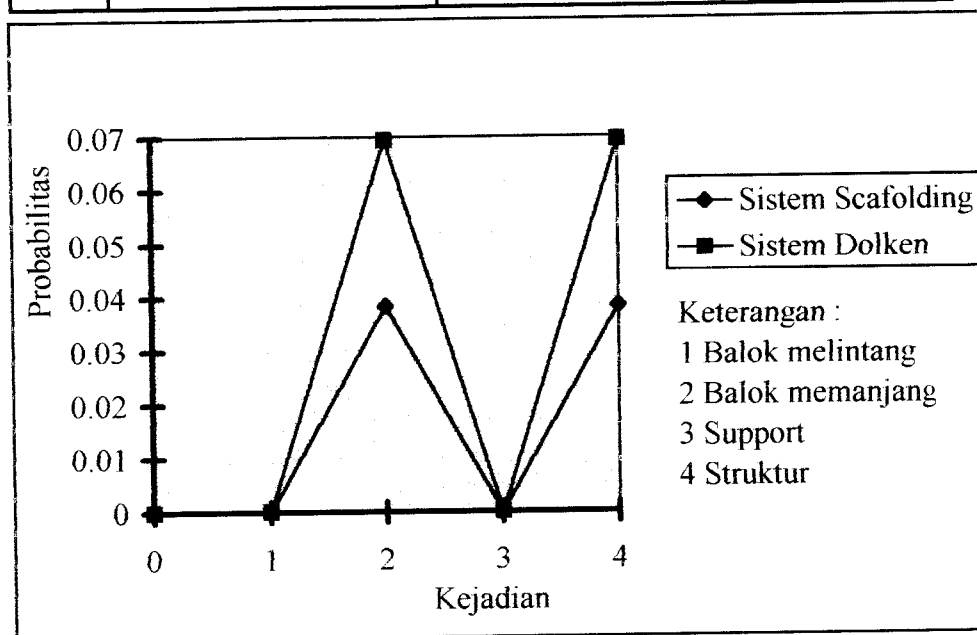 0.07
0.06
0.05
0.04
0.03
0.02
0.01
0
Probabilitas
0 1 2 3 4
Kejadian
Sistem Scafolding
Sistem Dolken
Keterangan :
1 Balok melintang
2 Balok memanjang
3 Support
4 Struktur